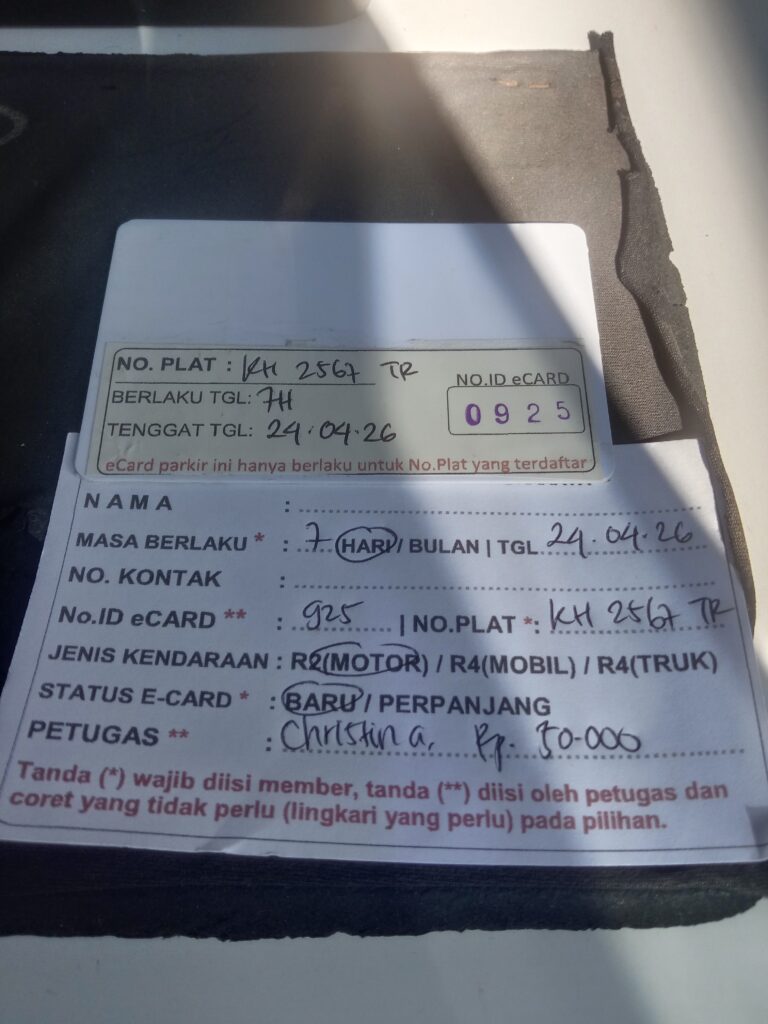 NO. PLAT : KH 2567 TR
BERLAKU TGL: 7H
NO.ID eCARD
0925
TENGGAT TGL: 24.04.26
eCard parkir ini hanya berlaku untuk No.Plat yang terdaftar
NAMA :
MASA BERLAKU * : 7 HARI / BULAN | TGL 24.04.26
NO. KONTAK :
No.ID eCARD ** : 925 | NO.PLAT *: KH 2567 TR
JENIS KENDARAAN : R2(MOTOR) / R4(MOBIL) / R4(TRUK)
STATUS E-CARD * : BARU / PERPANJANG
PETUGAS ** : Christina, Rp. 50.000
Tanda (*) wajib diisi member, tanda (**) diisi oleh petugas dan
coret yang tidak perlu (lingkari yang perlu) pada pilihan.